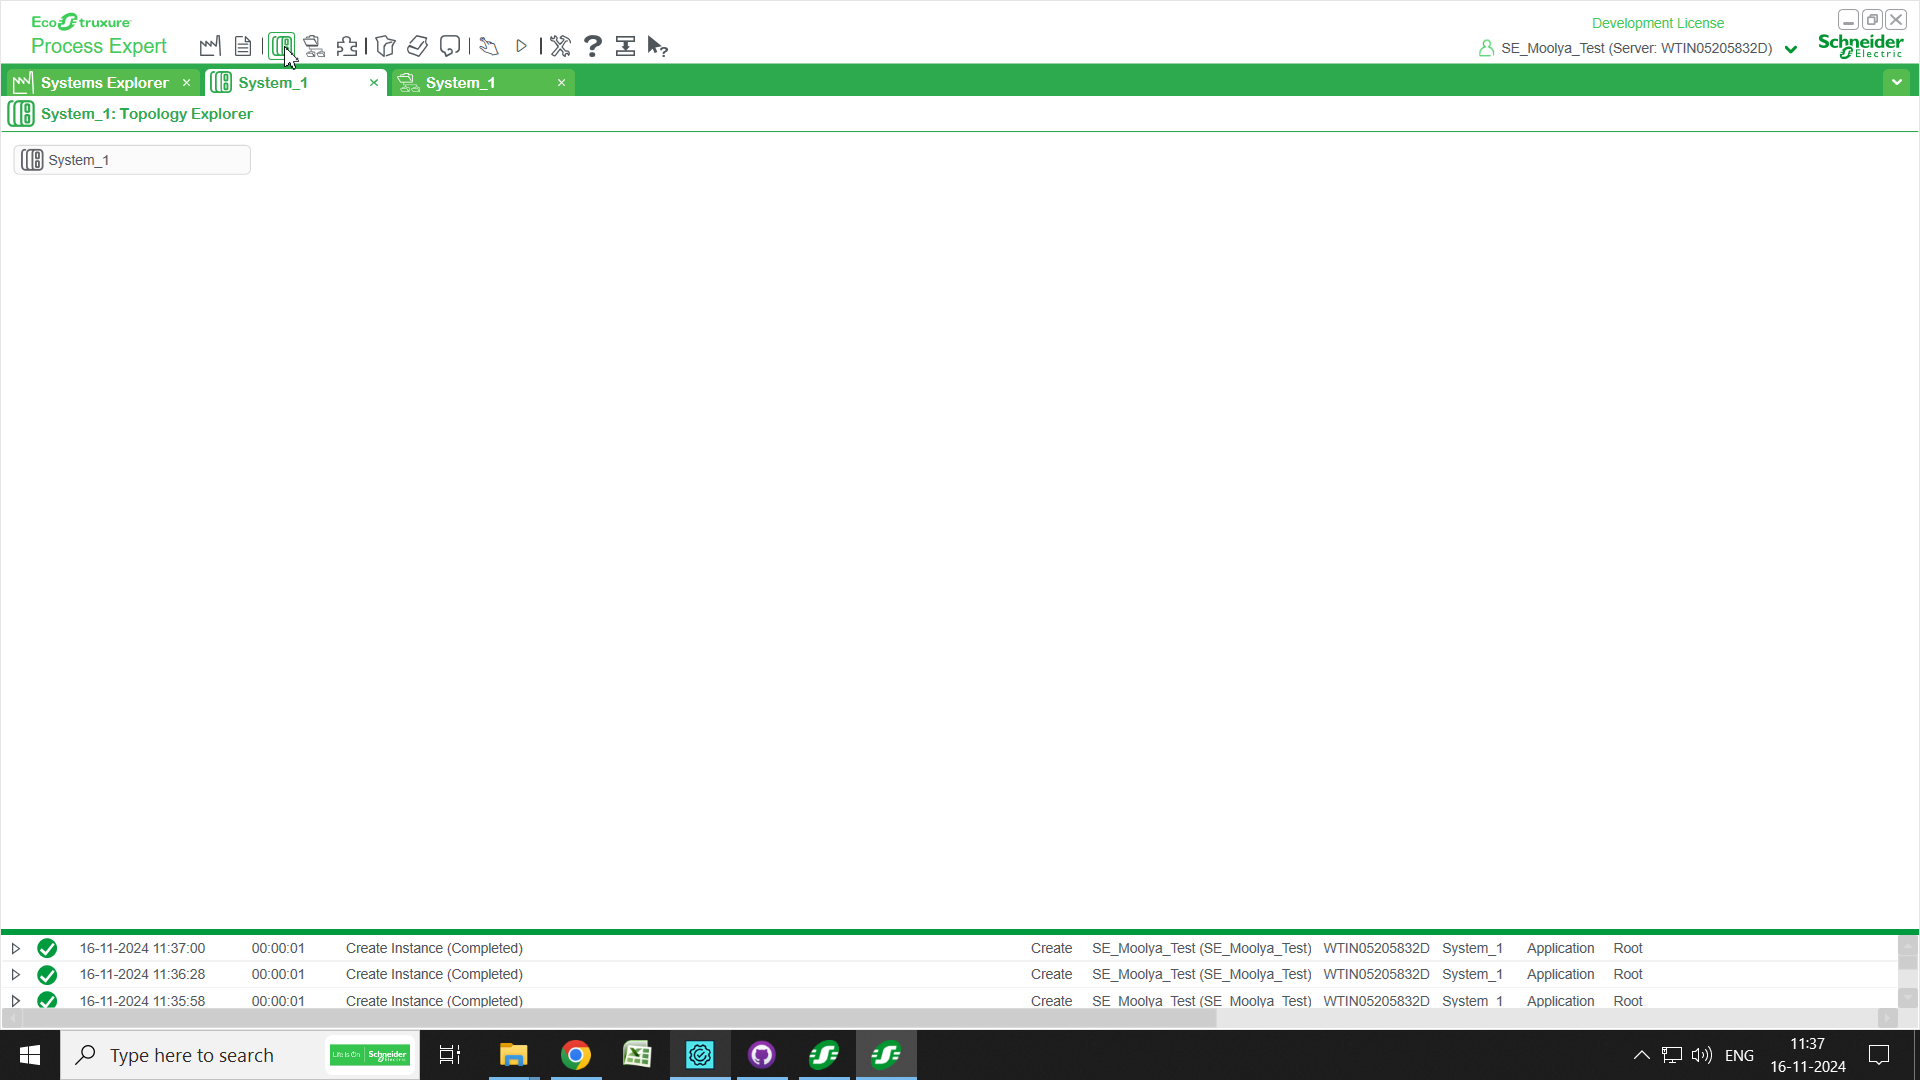 EcoStruxure
Process Expert
Development License
SE_Moolya_Test (Server: WTIN05205832D)
Schneider
Electric
Systems Explorer
System_1
System_1
System_1: Topology Explorer
System_1
16-11-2024 11:37:00 00:00:01 Create Instance (Completed) Create SE_Moolya_Test (SE_Moolya_Test) WTIN05205832D System_1 Application Root
16-11-2024 11:36:28 00:00:01 Create Instance (Completed) Create SE_Moolya_Test (SE_Moolya_Test) WTIN05205832D System_1 Application Root
16-11-2024 11:35:58 00:00:01 Create Instance (Completed) Create SE_Moolya_Test (SE_Moolya_Test) WTIN05205832D System_1 Application Root
Type here to search
Life Is On Schneider Electric
ENG
11:37
16-11-2024